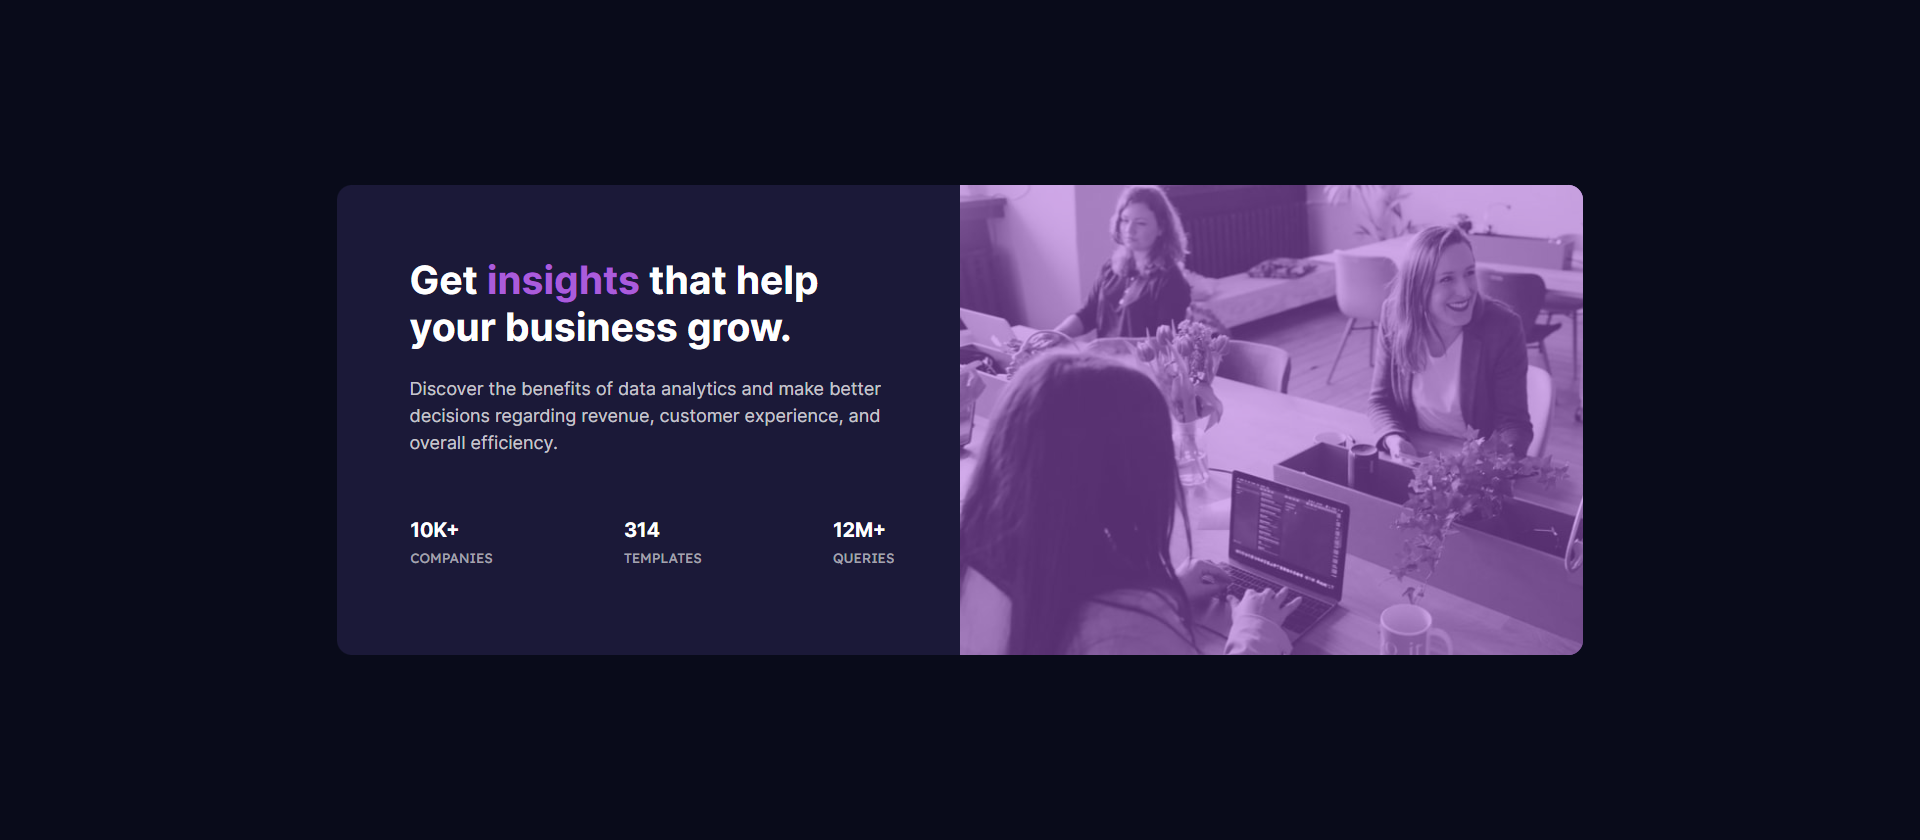 Get insights that help
your business grow.
Discover the benefits of data analytics and make better
decisions regarding revenue, customer experience, and
overall efficiency.
10K+ 314 12M+
COMPANIES TEMPLATES QUERIES